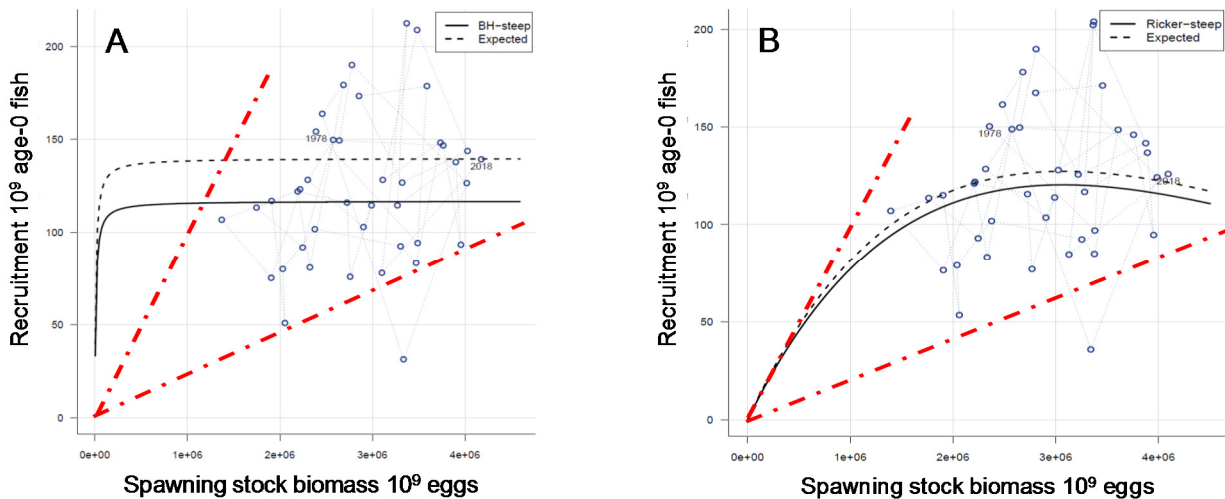 A
BH-steep
Expected
Recruitment 10⁹ age-0 fish
200
150
100
50
0
1978
2018
0e+00 1e+06 2e+06 3e+06 4e+06
Spawning stock biomass 10⁹ eggs
B
Ricker-steep
Expected
Recruitment 10⁹ age-0 fish
200
150
100
50
0
1978
2018
0e+00 1e+06 2e+06 3e+06 4e+06
Spawning stock biomass 10⁹ eggs